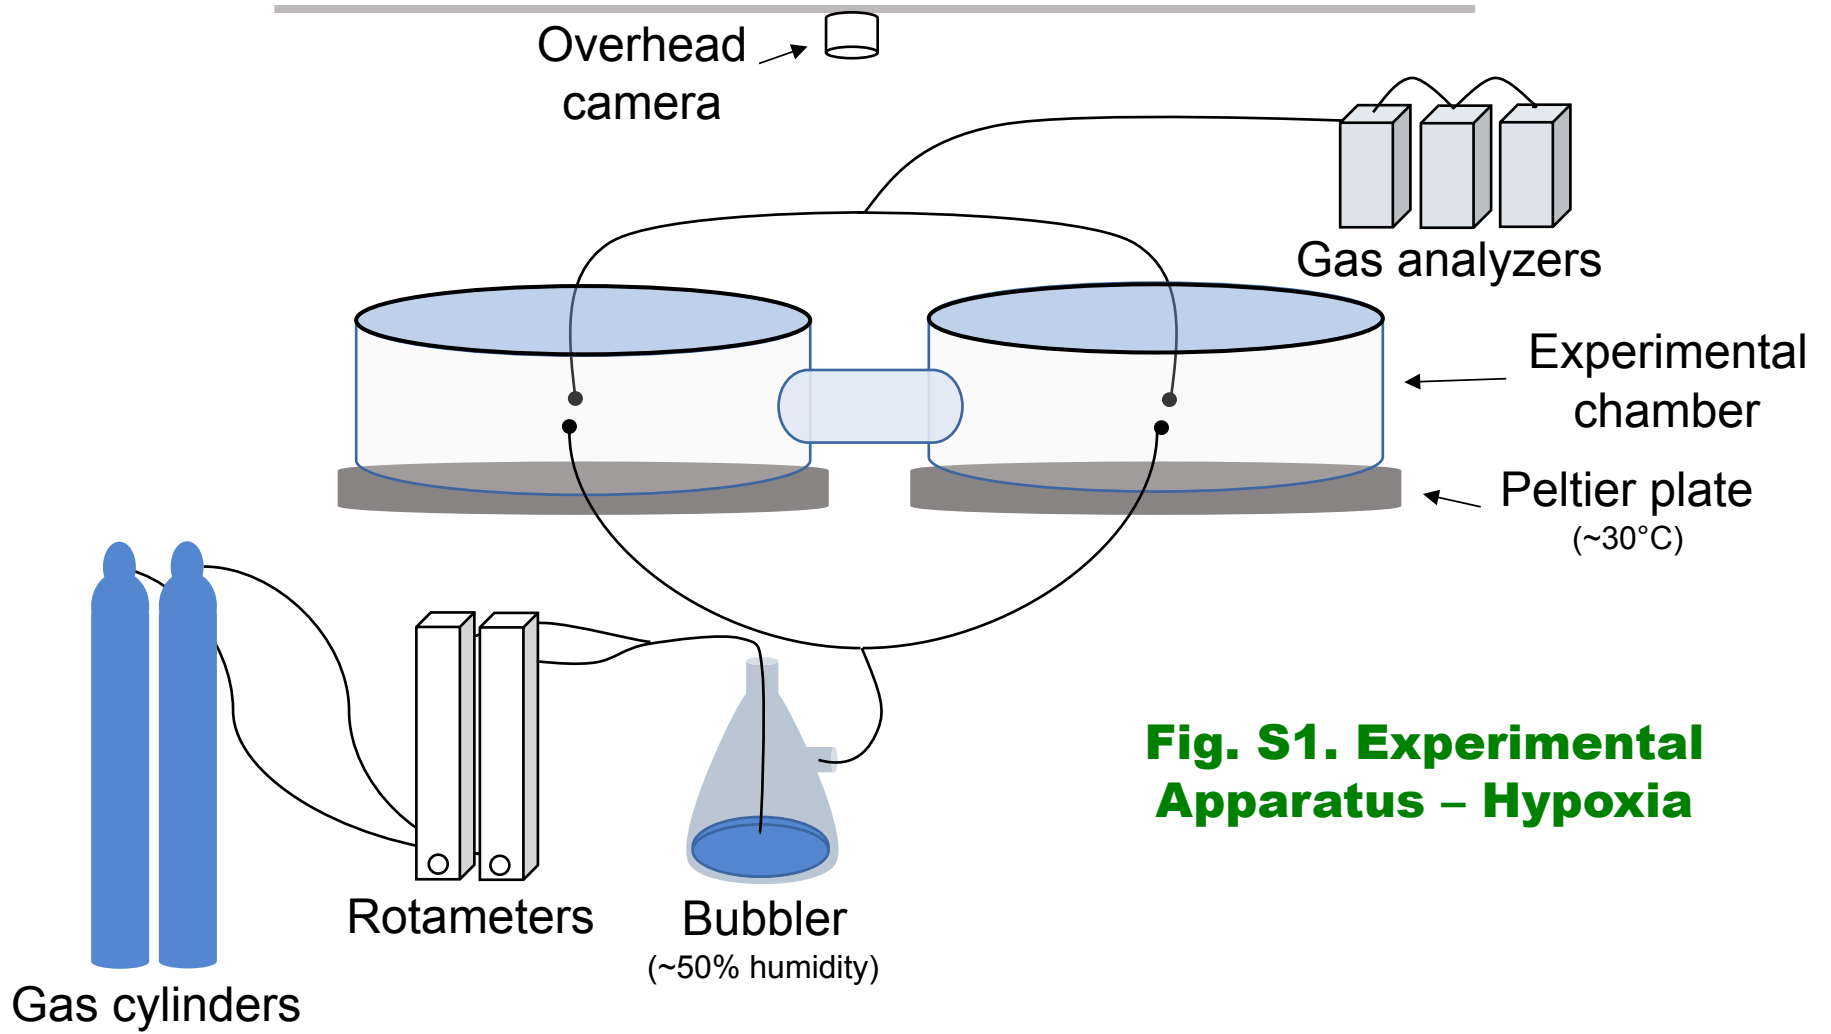 Overhead
camera
Gas analyzers
Experimental
chamber
Peltier plate
(~30°C)
Fig. S1. Experimental
Apparatus – Hypoxia
Rotameters
Bubbler
(~50% humidity)
Gas cylinders